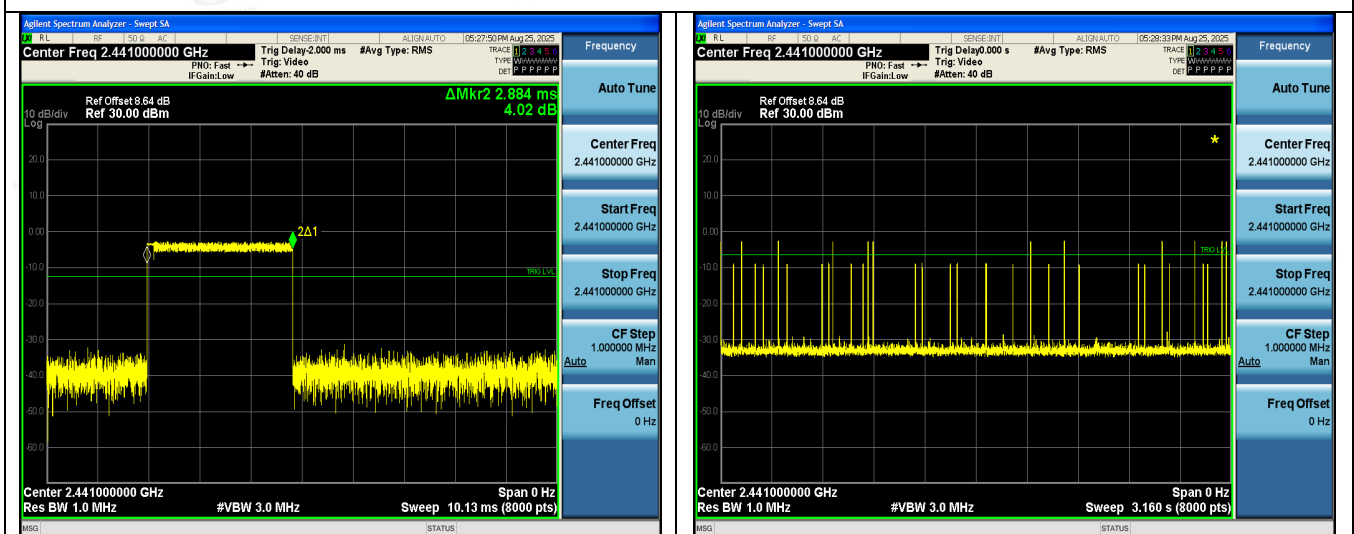 Agilent Spectrum Analyzer - Swept SA
LXI RL RF 50 Ω AC SENSE:INT ALIGN AUTO 05:27:50 PM Aug 25, 2025
Center Freq 2.441000000 GHz
Trig Delay-2.000 ms #Avg Type: RMS
TRACE 1 2 3 4 5 6
PNO: Fast Trig: Video
TYPE WWWWWW
IFGain:Low #Atten: 40 dB
DET P P P P P P
ΔMkr2 2.884 ms
4.02 dB
Ref Offset 8.64 dB
10 dB/div Ref 30.00 dBm
Log
20.0
10.0
0.00
2Δ1
-10.0
TRIG LVL
-20.0
-30.0
-40.0
-50.0
-60.0
Center 2.441000000 GHz Span 0 Hz
Res BW 1.0 MHz #VBW 3.0 MHz Sweep 10.13 ms (8000 pts)
MSG STATUS
Frequency
Auto Tune
Center Freq
2.441000000 GHz
Start Freq
2.441000000 GHz
Stop Freq
2.441000000 GHz
CF Step
1.000000 MHz
Auto Man
Freq Offset
0 Hz
Agilent Spectrum Analyzer - Swept SA
LXI RL RF 50 Ω AC SENSE:INT ALIGN AUTO 05:28:33 PM Aug 25, 2025
Center Freq 2.441000000 GHz
Trig Delay0.000 s #Avg Type: RMS
TRACE 1 2 3 4 5 6
PNO: Fast Trig: Video
TYPE WWWWWW
IFGain:Low #Atten: 40 dB
DET P P P P P P
Ref Offset 8.64 dB
10 dB/div Ref 30.00 dBm
Log
*
20.0
10.0
0.00
TRIG LVL
-10.0
-20.0
-30.0
-40.0
-50.0
-60.0
Center 2.441000000 GHz Span 0 Hz
Res BW 1.0 MHz #VBW 3.0 MHz Sweep 3.160 s (8000 pts)
MSG STATUS
Frequency
Auto Tune
Center Freq
2.441000000 GHz
Start Freq
2.441000000 GHz
Stop Freq
2.441000000 GHz
CF Step
1.000000 MHz
Auto Man
Freq Offset
0 Hz